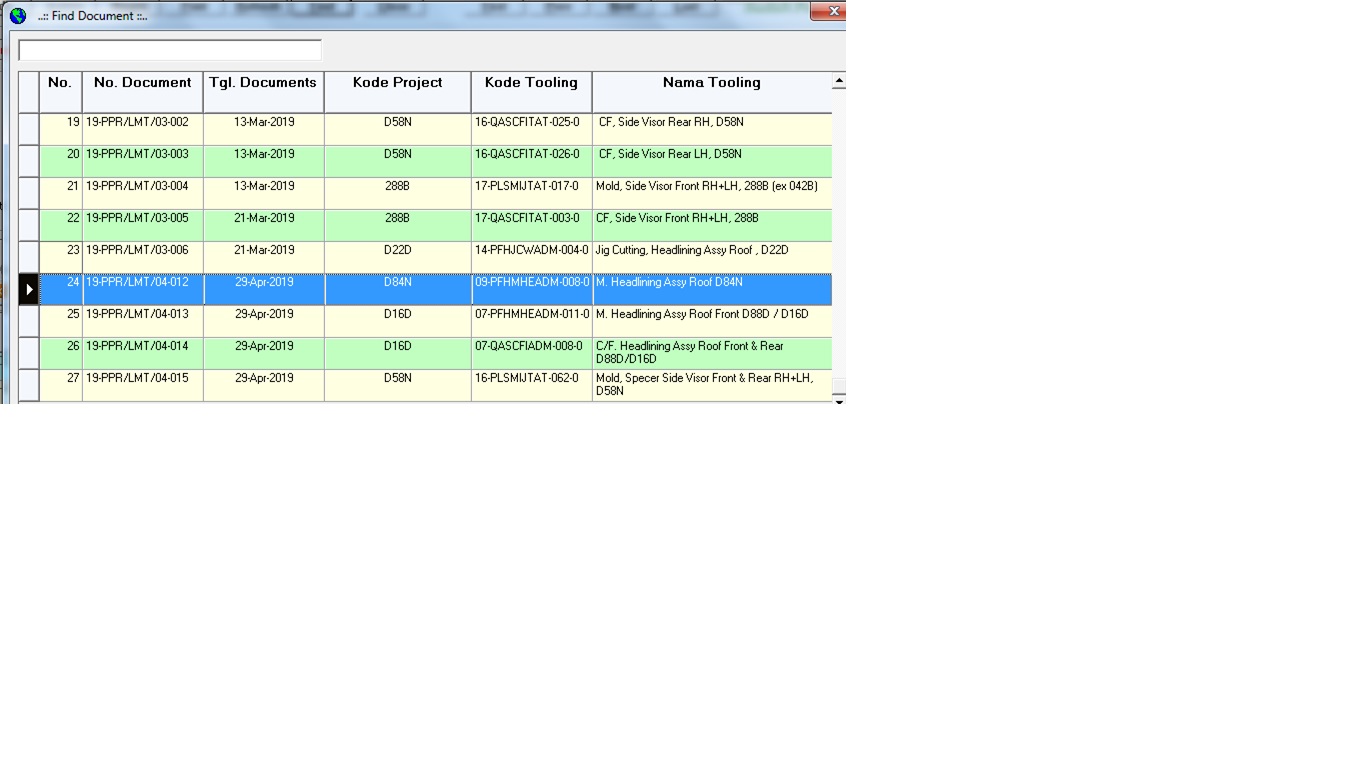 ..:: Find Document ::..
No. No. Document Tgl. Documents Kode Project Kode Tooling Nama Tooling
19 19-PPR/LMT/03-002 13-Mar-2019 D58N 16-QASCFITAT-025-0 CF, Side Visor Rear RH, D58N
20 19-PPR/LMT/03-003 13-Mar-2019 D58N 16-QASCFITAT-026-0 CF, Side Visor Rear LH, D58N
21 19-PPR/LMT/03-004 13-Mar-2019 288B 17-PLSMIJTAT-017-0 Mold, Side Visor Front RH+LH, 288B (ex 042B)
22 19-PPR/LMT/03-005 21-Mar-2019 288B 17-QASCFITAT-003-0 CF, Side Visor Front RH+LH, 288B
23 19-PPR/LMT/03-006 21-Mar-2019 D22D 14-PFHJCWADM-004-0 Jig Cutting, Headlining Assy Roof , D22D
24 19-PPR/LMT/04-012 29-Apr-2019 D84N 09-PFHMHEADM-008-0 M. Headlining Assy Roof D84N
25 19-PPR/LMT/04-013 29-Apr-2019 D16D 07-PFHMHEADM-011-0 M. Headlining Assy Roof Front D88D / D16D
26 19-PPR/LMT/04-014 29-Apr-2019 D16D 07-QASCFIADM-008-0 C/F. Headlining Assy Roof Front & Rear
D88D/D16D
27 19-PPR/LMT/04-015 29-Apr-2019 D58N 16-PLSMIJTAT-062-0 Mold, Specer Side Visor Front & Rear RH+LH,
D58N